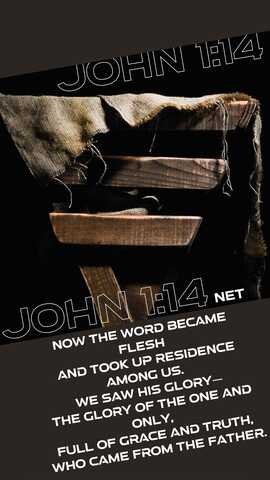 JOHN 1:14
JOHN 1:14 NET
NOW THE WORD BECAME
FLESH
AND TOOK UP RESIDENCE
AMONG US.
WE SAW HIS GLORY—
THE GLORY OF THE ONE AND
ONLY,
FULL OF GRACE AND TRUTH,
WHO CAME FROM THE FATHER.